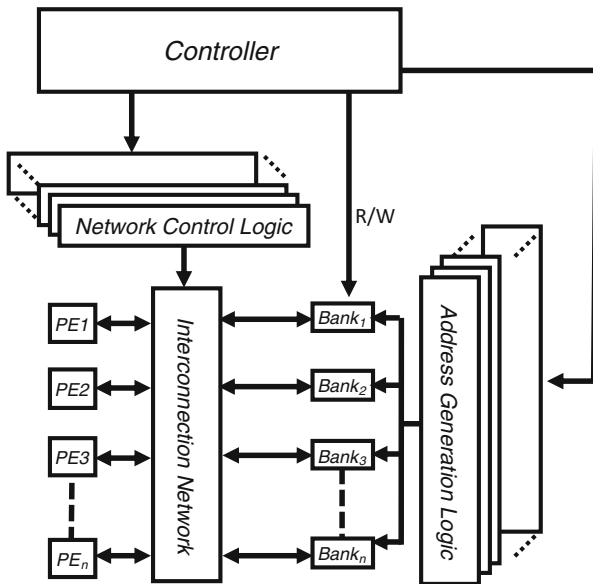 Controller
R/W
Network Control Logic
Interconnection Network
Address Generation Logic
PE1
Bank₁
PE2
Bank₂
PE3
Bank₃
PEₙ
Bankₙ